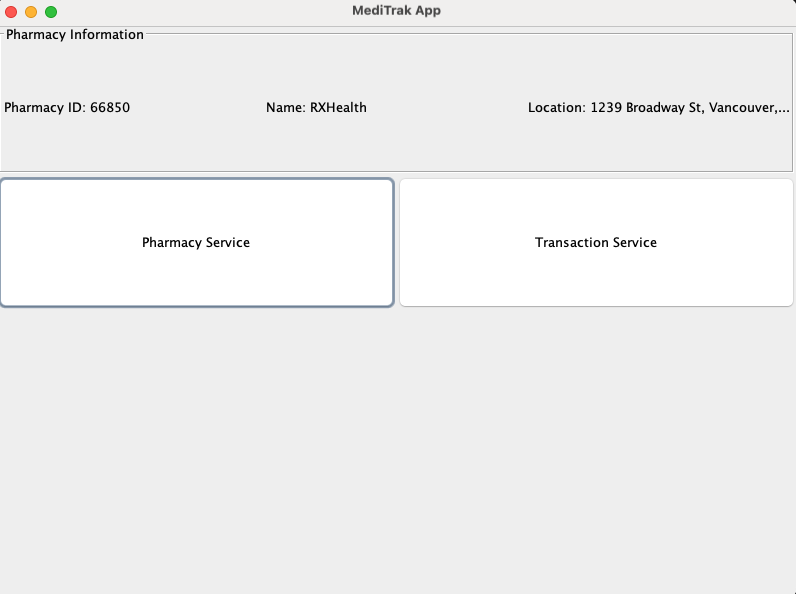 MediTrak App
Pharmacy Information
Pharmacy ID: 66850
Name: RXHealth
Location: 1239 Broadway St, Vancouver,...
Pharmacy Service
Transaction Service